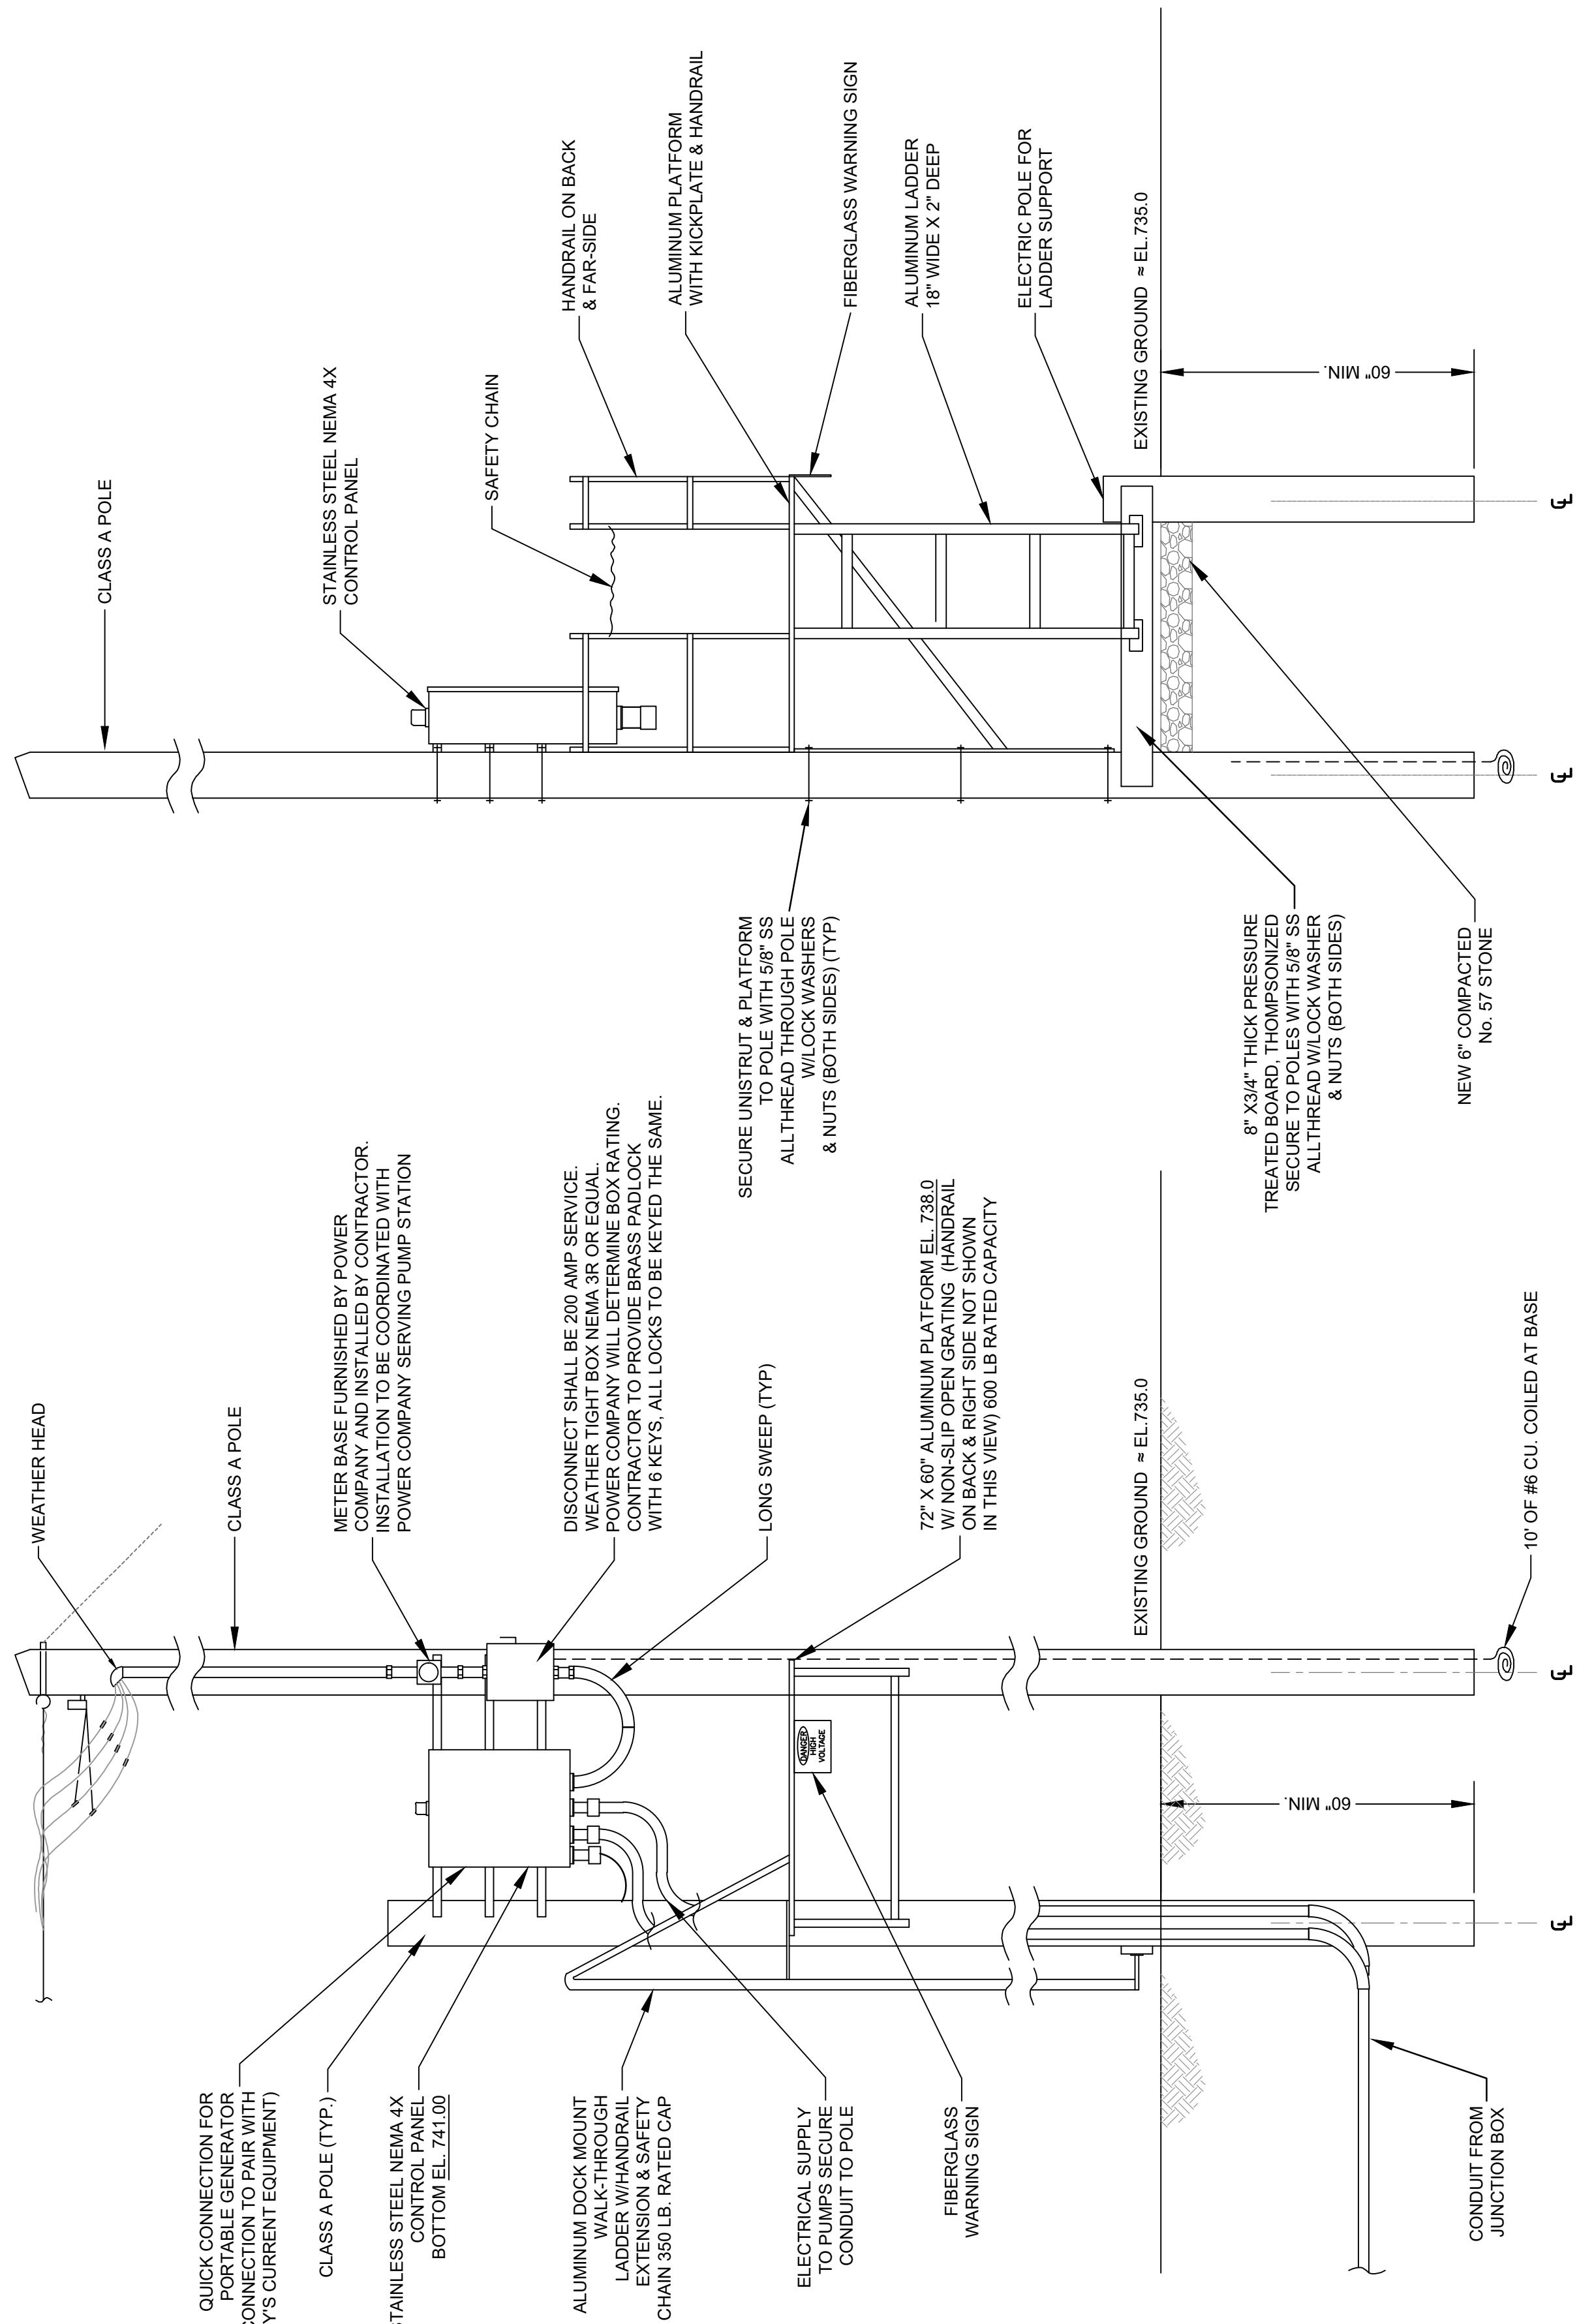 WEATHER HEAD
CLASS A POLE
METER BASE FURNISHED BY POWER
COMPANY AND INSTALLED BY CONTRACTOR.
INSTALLATION TO BE COORDINATED WITH
POWER COMPANY SERVING PUMP STATION
DISCONNECT SHALL BE 200 AMP SERVICE.
WEATHER TIGHT BOX NEMA 3R OR EQUAL.
POWER COMPANY WILL DETERMINE BOX RATING.
CONTRACTOR TO PROVIDE BRASS PADLOCK
WITH 6 KEYS, ALL LOCKS TO BE KEYED THE SAME.
LONG SWEEP (TYP)
72" X 60" ALUMINUM PLATFORM EL. 738.0
W/ NON-SLIP OPEN GRATING (HANDRAIL
ON BACK & RIGHT SIDE NOT SHOWN
IN THIS VIEW) 600 LB RATED CAPACITY
EXISTING GROUND ≈ EL.735.0
10' OF #6 CU. COILED AT BASE
QUICK CONNECTION FOR
PORTABLE GENERATOR
CONNECTION TO PAIR WITH
Y'S CURRENT EQUIPMENT)
CLASS A POLE (TYP.)
STAINLESS STEEL NEMA 4X
CONTROL PANEL
BOTTOM EL. 741.00
ALUMINUM DOCK MOUNT
WALK-THROUGH
LADDER W/HANDRAIL
EXTENSION & SAFETY
CHAIN 350 LB. RATED CAP
ELECTRICAL SUPPLY
TO PUMPS SECURE
CONDUIT TO POLE
FIBERGLASS
WARNING SIGN
CONDUIT FROM
JUNCTION BOX
DANGER
HIGH
VOLTAGE
60" MIN.
CL
CL
CLASS A POLE
STAINLESS STEEL NEMA 4X
CONTROL PANEL
SAFETY CHAIN
HANDRAIL ON BACK
& FAR-SIDE
ALUMINUM PLATFORM
WITH KICKPLATE & HANDRAIL
FIBERGLASS WARNING SIGN
ALUMINUM LADDER
18" WIDE X 2" DEEP
ELECTRIC POLE FOR
LADDER SUPPORT
EXISTING GROUND ≈ EL.735.0
60" MIN.
SECURE UNISTRUT & PLATFORM
TO POLE WITH 5/8" SS
ALLTHREAD THROUGH POLE
W/LOCK WASHERS
& NUTS (BOTH SIDES) (TYP)
8" X3/4" THICK PRESSURE
TREATED BOARD, THOMPSONIZED
SECURE TO POLES WITH 5/8" SS
ALLTHREAD W/LOCK WASHER
& NUTS (BOTH SIDES)
NEW 6" COMPACTED
No. 57 STONE
CL
CL